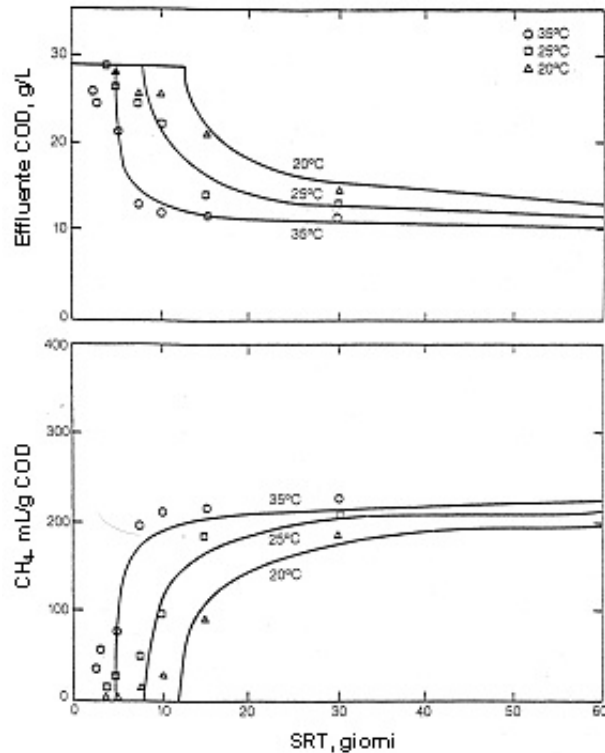 Effluente COD, g/L
30
20
10
0
○ 35°C
□ 25°C
△ 20°C
20°C
25°C
35°C
CH4 mL/g COD
400
300
200
100
0
35°C
25°C
20°C
0 10 20 30 40 50 60
SRT, giorni